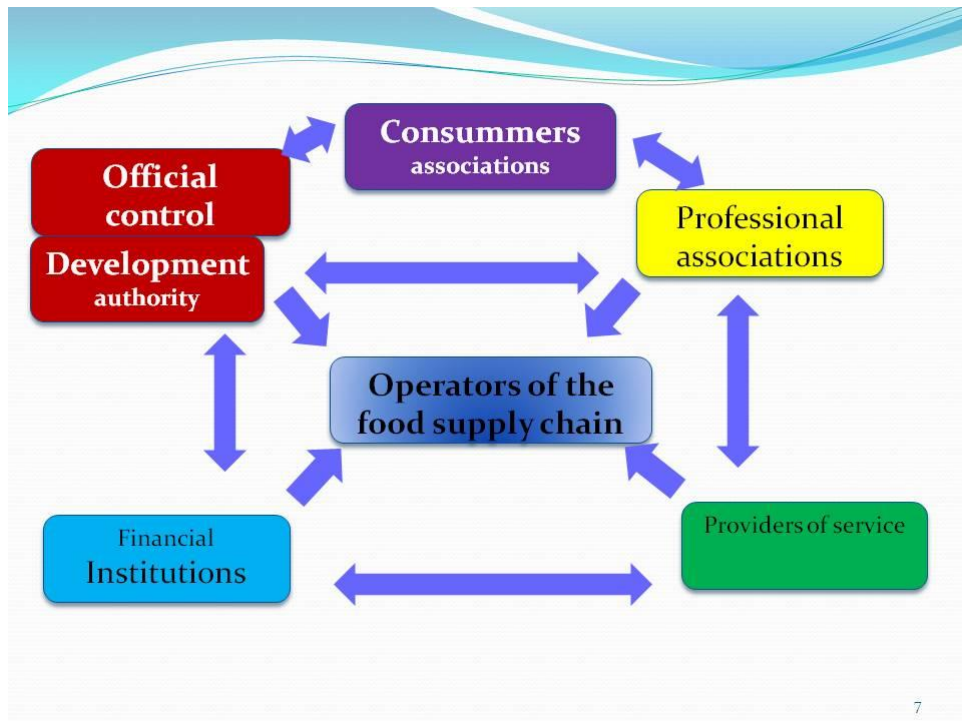 Consummers
associations
Official
control
Professional
associations
Development
authority
Operators of the
food supply chain
Financial
Institutions
Providers of service
7